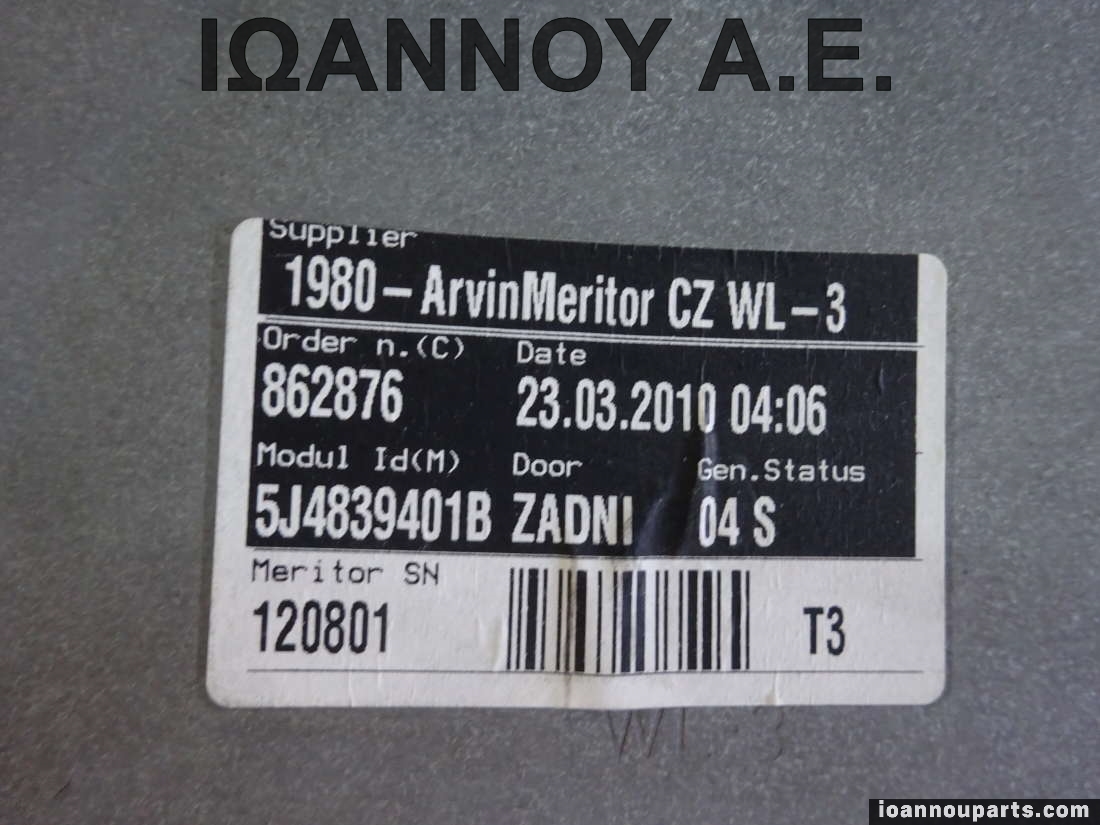 ΙΩΑΝΝΟΥ Α.Ε.
Supplier
1980-ArvinMeritor CZ WL-3
Order n.(C) Date
862876 23.03.2010 04:06
Modul Id(M) Door Gen.Status
5J4839401B ZADNI 04 S
Meritor SN
120801 T3
ioannouparts.com